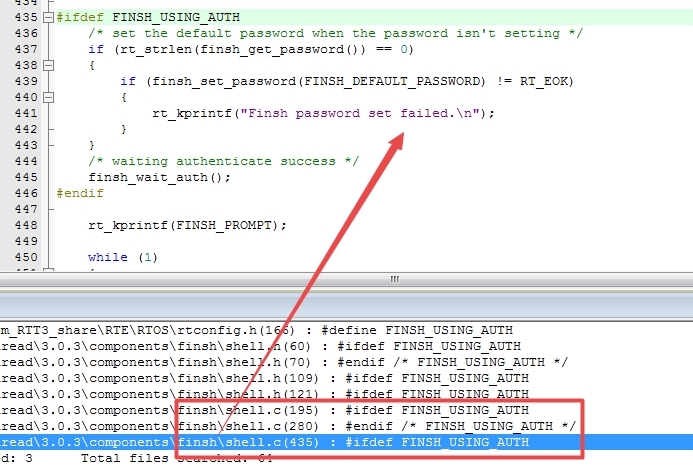 434
435 #ifdef FINSH_USING_AUTH
436 /* set the default password when the password isn't setting */
437 if (rt_strlen(finsh_get_password()) == 0)
438 {
439 if (finsh_set_password(FINSH_DEFAULT_PASSWORD) != RT_EOK)
440 {
441 rt_kprintf("Finsh password set failed.\n");
442 }
443 }
444 /* waiting authenticate success */
445 finsh_wait_auth();
446 #endif
447
448 rt_kprintf(FINSH_PROMPT);
449
450 while (1)
451 {
m_RTT3_share\RTE\RTOS\rtconfig.h(166) : #define FINSH_USING_AUTH
read\3.0.3\components\finsh\shell.h(60) : #ifdef FINSH_USING_AUTH
read\3.0.3\components\finsh\shell.h(70) : #endif /* FINSH_USING_AUTH */
read\3.0.3\components\finsh\shell.h(109) : #ifdef FINSH_USING_AUTH
read\3.0.3\components\finsh\shell.h(121) : #ifdef FINSH_USING_AUTH
read\3.0.3\components\finsh\shell.c(195) : #ifdef FINSH_USING_AUTH
read\3.0.3\components\finsh\shell.c(280) : #endif /* FINSH_USING_AUTH */
read\3.0.3\components\finsh\shell.c(435) : #ifdef FINSH_USING_AUTH
d: 3 Total files searched: 61